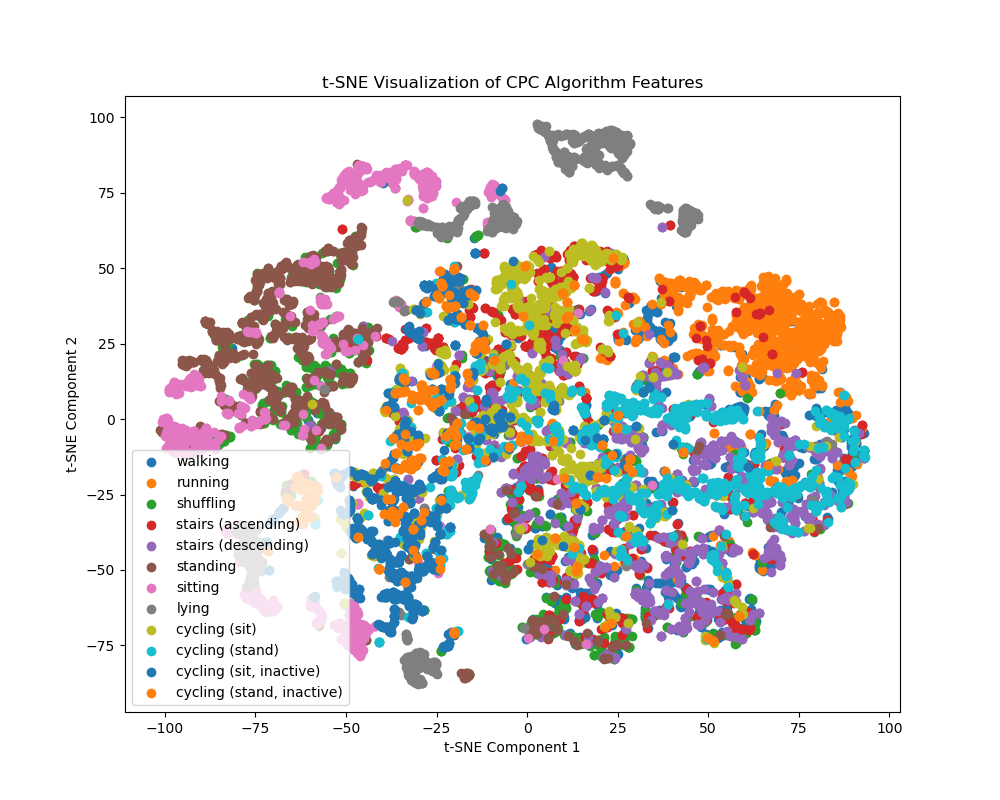 t-SNE Visualization of CPC Algorithm Features
100
75
50
25
0
−25
−50
−75
t-SNE Component 2
walking
running
shuffling
stairs (ascending)
stairs (descending)
standing
sitting
lying
cycling (sit)
cycling (stand)
cycling (sit, inactive)
cycling (stand, inactive)
−100
−75
−50
−25
0
25
50
75
100
t-SNE Component 1